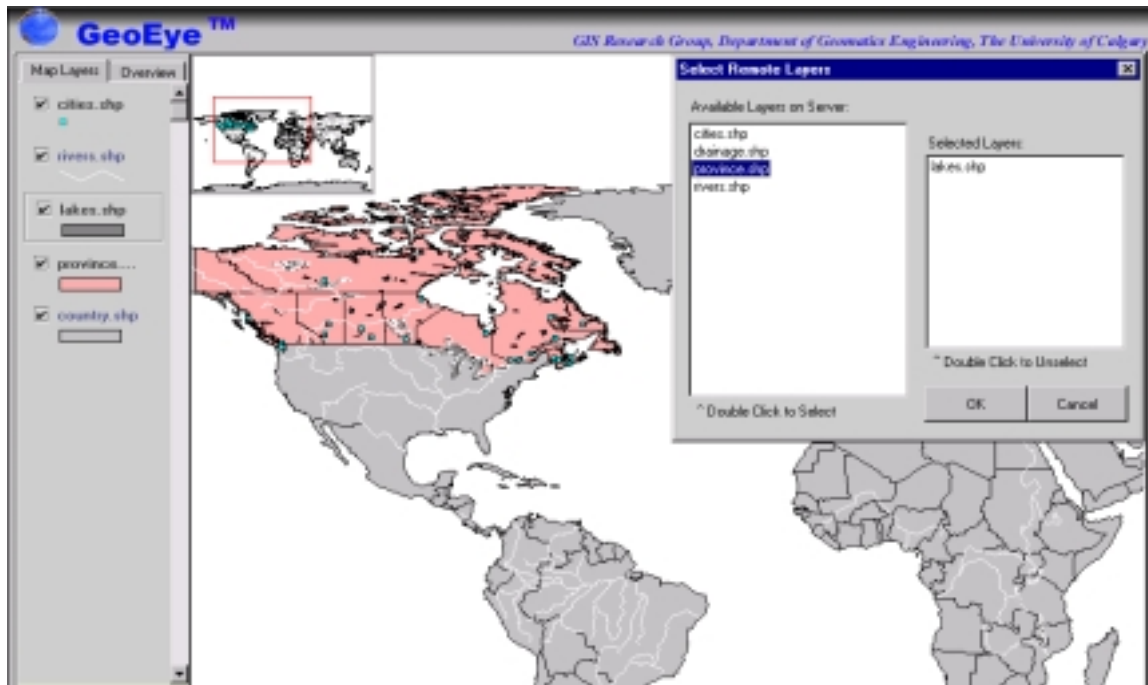 GeoEye ™
GIS Research Group, Department of Geomatics Engineering, The University of Calgary
Map Layers
Overview
cities.shp
rivers.shp
lakes.shp
province....
country.shp
Select Remote Layers
Available Layers on Server:
cities.shp
drainage.shp
province.shp
rivers.shp
^ Double Click to Select
Selected Layers:
lakes.shp
^ Double Click to Unselect
OK
Cancel